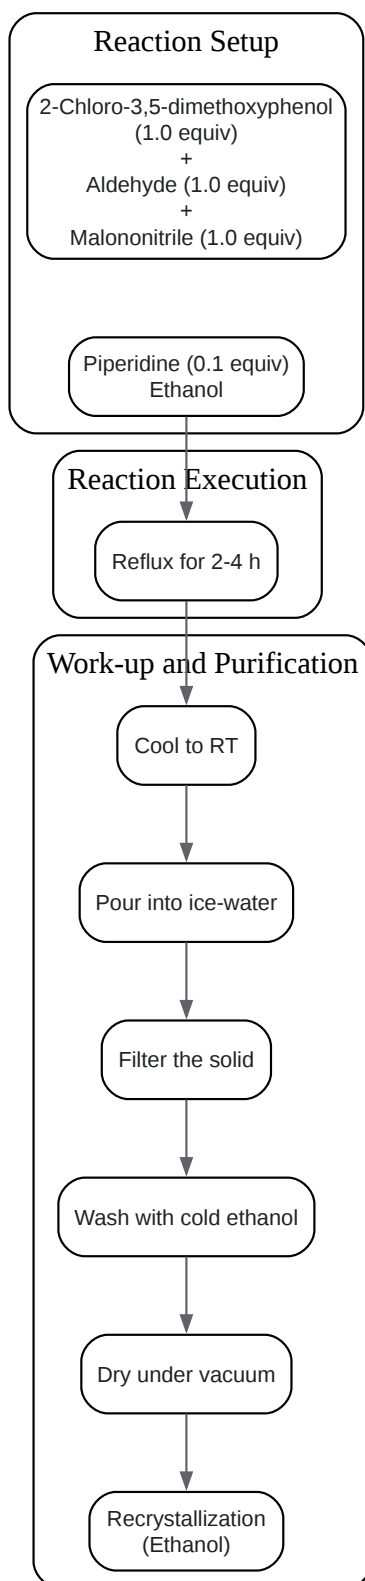 Reaction Setup
2-Chloro-3,5-dimethoxyphenol
(1.0 equiv)
+
Aldehyde (1.0 equiv)
+
Malononitrile (1.0 equiv)
Piperidine (0.1 equiv)
Ethanol
Reaction Execution
Reflux for 2-4 h
Work-up and Purification
Cool to RT
Pour into ice-water
Filter the solid
Wash with cold ethanol
Dry under vacuum
Recrystallization
(Ethanol)